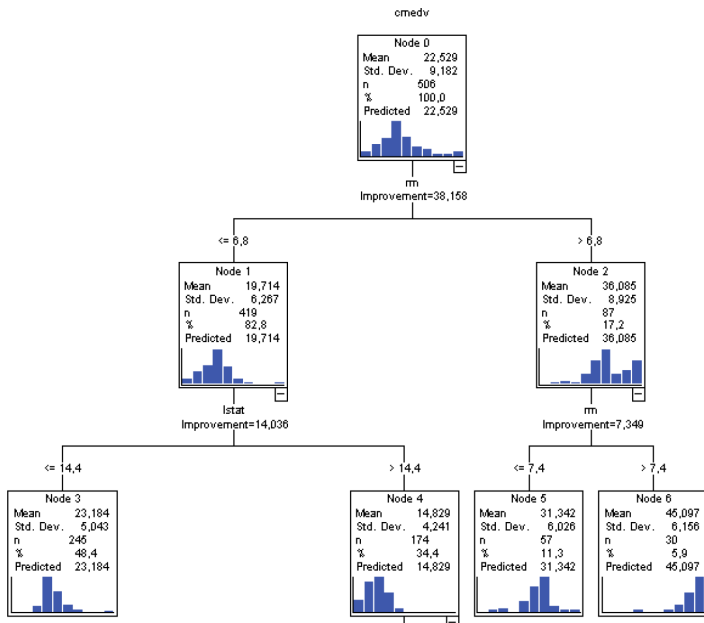 cmedv
Node 0
Mean 22,529
Std. Dev. 9,182
n 506
% 100,0
Predicted 22,529
rm
Improvement=38,158
<= 6,8
> 6,8
Node 1
Mean 19,714
Std. Dev. 6,267
n 419
% 82,8
Predicted 19,714
Node 2
Mean 36,085
Std. Dev. 8,925
n 87
% 17,2
Predicted 36,085
lstat
Improvement=14,036
rm
Improvement=7,349
<= 14,4
> 14,4
<= 7,4
> 7,4
Node 3
Mean 23,184
Std. Dev. 5,043
n 245
% 48,4
Predicted 23,184
Node 4
Mean 14,829
Std. Dev. 4,241
n 174
% 34,4
Predicted 14,829
Node 5
Mean 31,342
Std. Dev. 6,026
n 57
% 11,3
Predicted 31,342
Node 6
Mean 45,097
Std. Dev. 6,156
n 30
% 5,9
Predicted 45,097